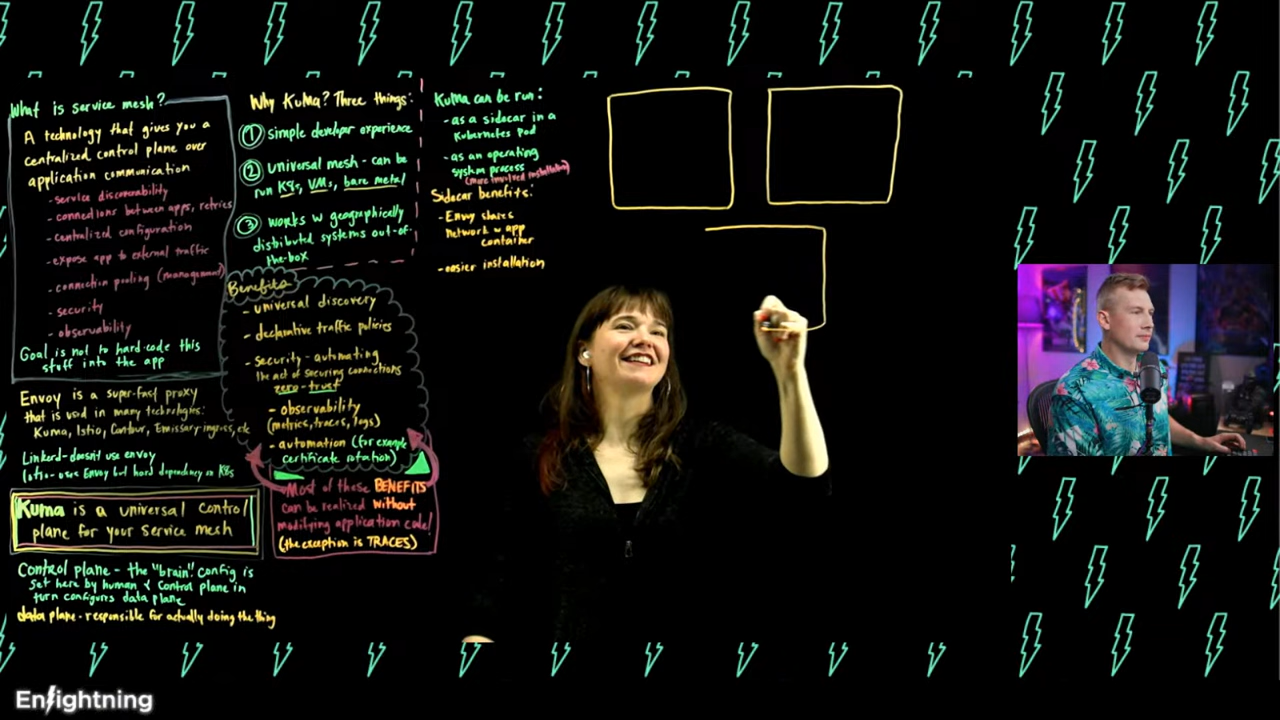 What is service mesh?
A technology that gives you a
centralized control plane over
application communication
- service discoverability
- connections between apps, retries
- centralized configuration
- expose app to external traffic
- connection pooling (management)
- security
- observability
Goal is not to hard-code this
stuff into the app
Envoy is a super-fast proxy
that is used in many technologies:
Kuma, Istio, Contour, Emissary-ingress, etc
Linkerd - doesn't use envoy
Istio - uses Envoy but hard dependency on K8s
Kuma is a universal control
plane for your service mesh
Control plane - the "brain". config is
set here by human & control plane in
turn configures data plane
data plane - responsible for actually doing the thing
Why Kuma? Three things:
① simple developer experience
② universal mesh - can be
run K8s, VMs, bare metal
③ works w geographically
distibuted systems out-of-
the-box
Benefits
- universal discovery
- declarative traffic policies
- security - automating
the act of securing connections
zero-trust
- observability
(metrics, traces, logs)
- automation (for example
certificate rotation)
Most of these BENEFITS
can be realized without
modifying application code!
(the exception is TRACES)
Kuma can be run:
- as a sidecar in a
Kubernetes pod
- as an operating
system process
(more involved installation)
Sidecar benefits:
- Envoy shares
network w app
container
- easier installation
Enlightning